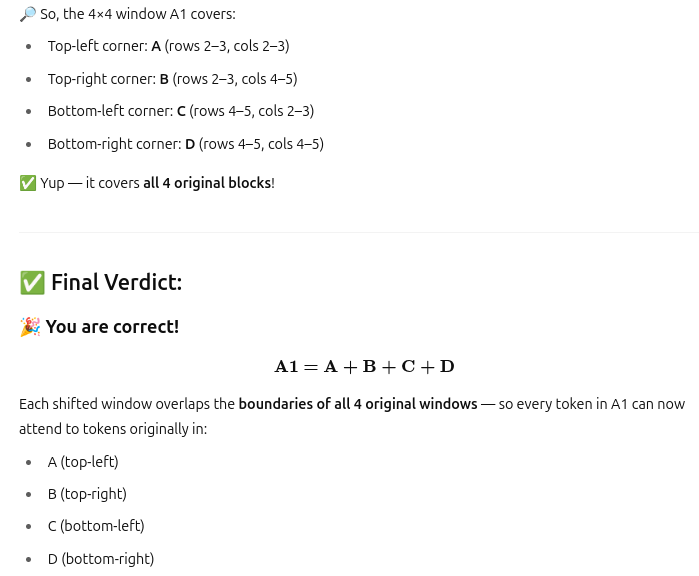 🔎 So, the 4×4 window A1 covers:
• Top-left corner: A (rows 2–3, cols 2–3)
• Top-right corner: B (rows 2–3, cols 4–5)
• Bottom-left corner: C (rows 4–5, cols 2–3)
• Bottom-right corner: D (rows 4–5, cols 4–5)
✅ Yup — it covers all 4 original blocks!
✅ Final Verdict:
🎉 You are correct!
A1 = A + B + C + D
Each shifted window overlaps the boundaries of all 4 original windows — so every token in A1 can now
attend to tokens originally in:
• A (top-left)
• B (top-right)
• C (bottom-left)
• D (bottom-right)